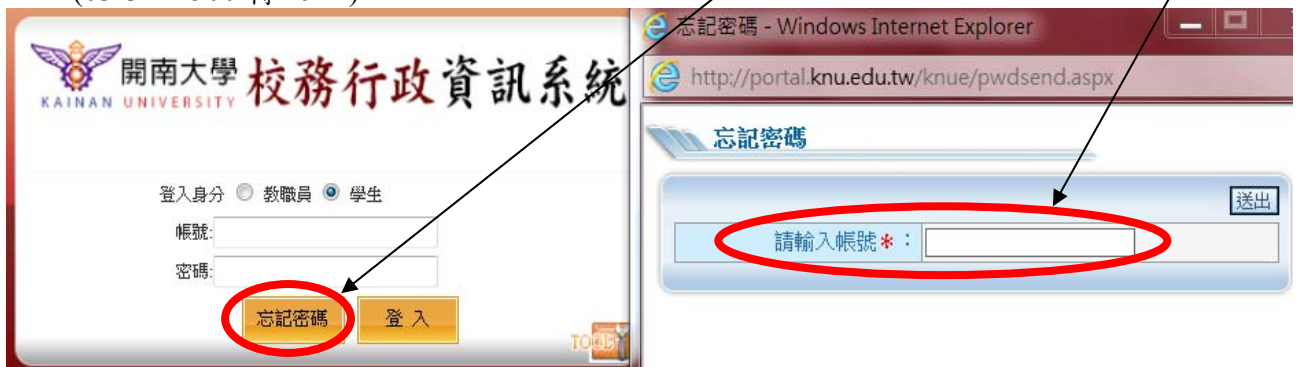 開南大學 校務行政資訊系統
KAINAN UNIVERSITY
登入身分 教職員 學生
帳號:
密碼:
忘記密碼 登 入
忘記密碼 - Windows Internet Explorer
http://portal.knu.edu.tw/knue/pwdsend.aspx
忘記密碼
送出
請輸入帳號*：